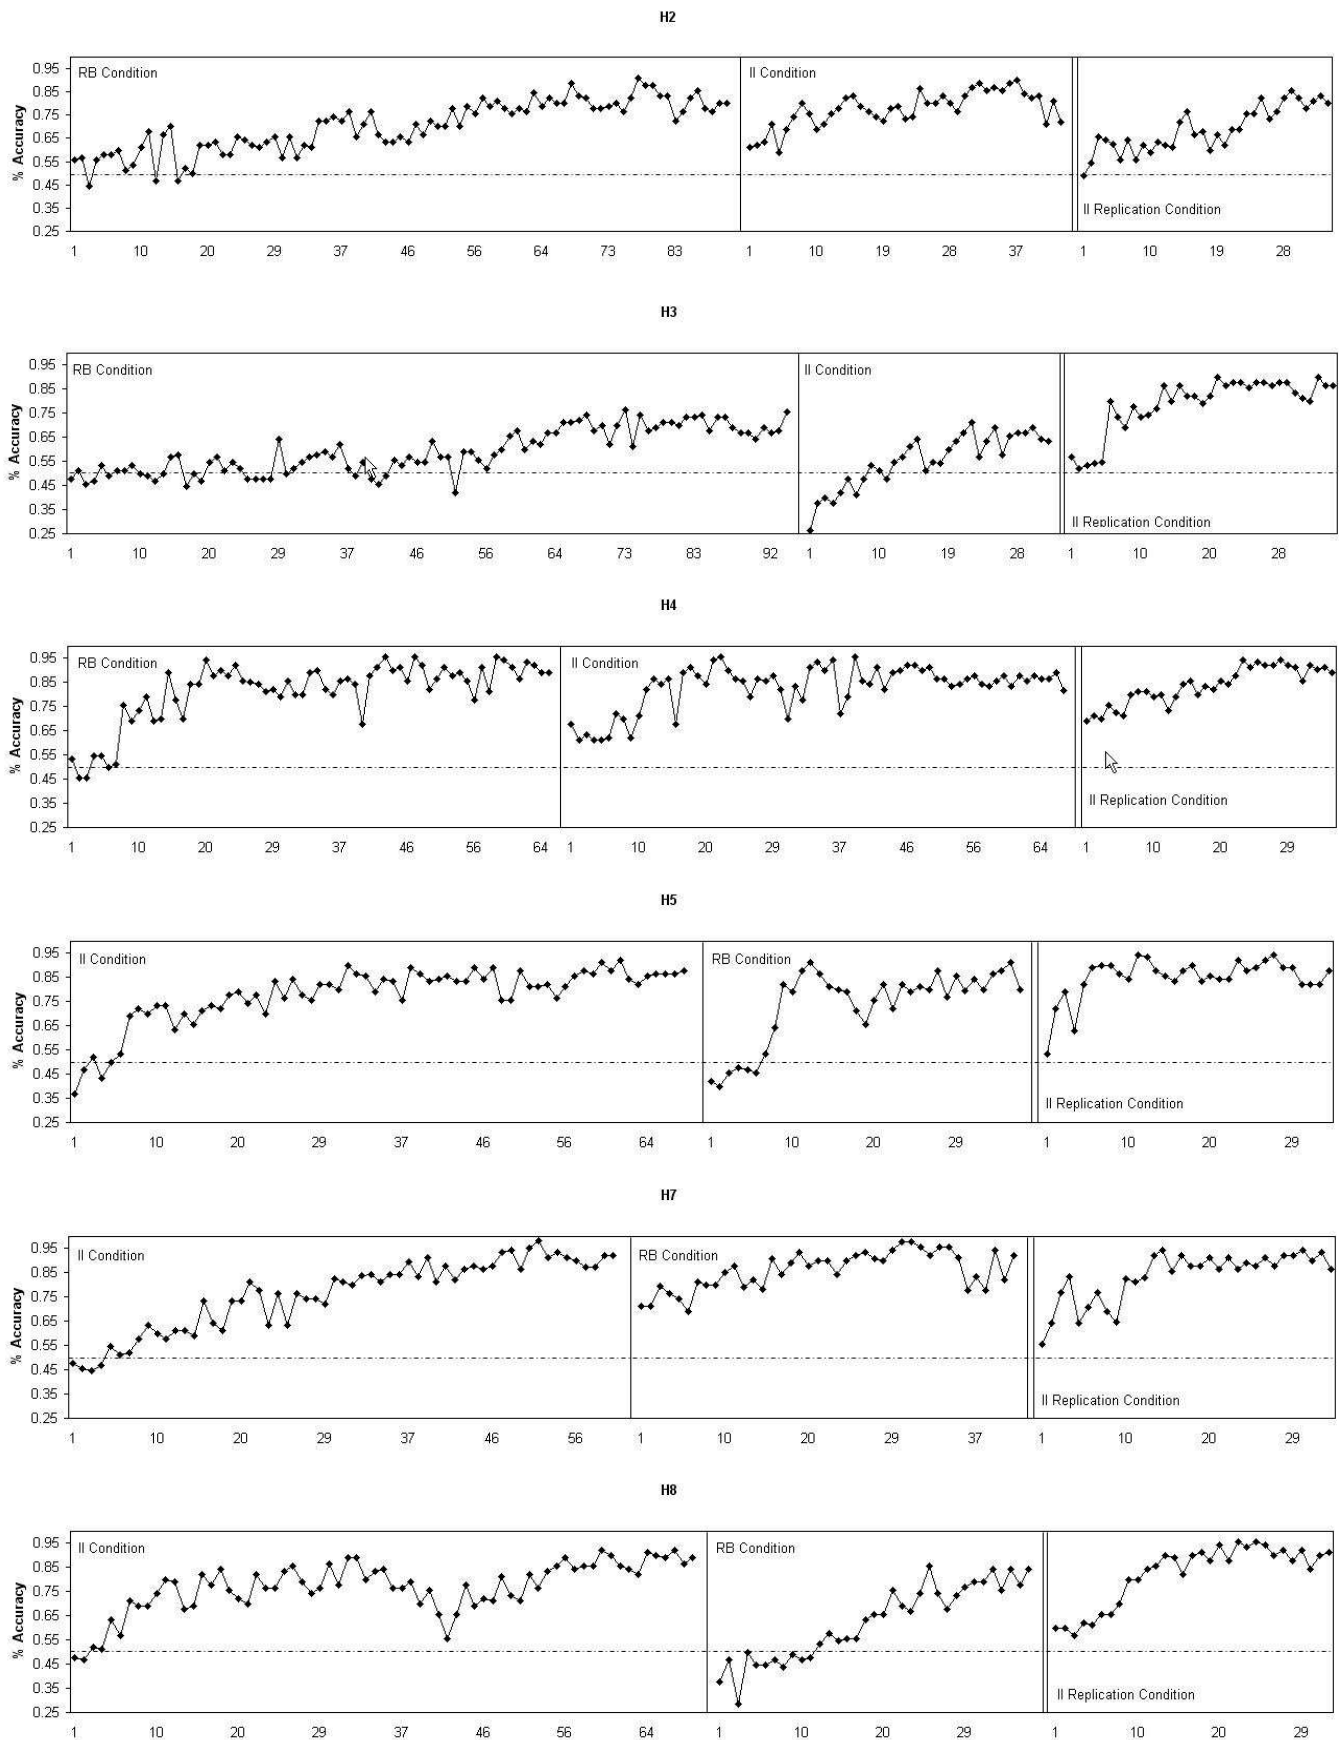 H2
0.95
0.85
0.75
0.65
0.55
0.45
0.35
0.25
% Accuracy
RB Condition
II Condition
II Replication Condition
1 10 20 29 37 46 56 64 73 83 1 10 19 28 37 1 10 19 28
H3
0.95
0.85
0.75
0.65
0.55
0.45
0.35
0.25
% Accuracy
RB Condition
II Condition
II Replication Condition
1 10 20 29 37 46 56 64 73 83 92 1 10 19 28 1 10 20 28
H4
0.95
0.85
0.75
0.65
0.55
0.45
0.35
0.25
% Accuracy
RB Condition
II Condition
II Replication Condition
1 10 20 29 37 46 56 64 1 10 20 29 37 46 56 64 1 10 20 29
H5
0.95
0.85
0.75
0.65
0.55
0.45
0.35
0.25
% Accuracy
II Condition
RB Condition
II Replication Condition
1 10 20 29 37 46 56 64 1 10 20 29 1 10 20 29
H7
0.95
0.85
0.75
0.65
0.55
0.45
0.35
0.25
% Accuracy
II Condition
RB Condition
II Replication Condition
1 10 20 29 37 46 56 1 10 20 29 37 1 10 20 29
H8
0.95
0.85
0.75
0.65
0.55
0.45
0.35
0.25
% Accuracy
II Condition
RB Condition
II Replication Condition
1 10 20 29 37 46 56 64 1 10 20 29 1 10 20 29